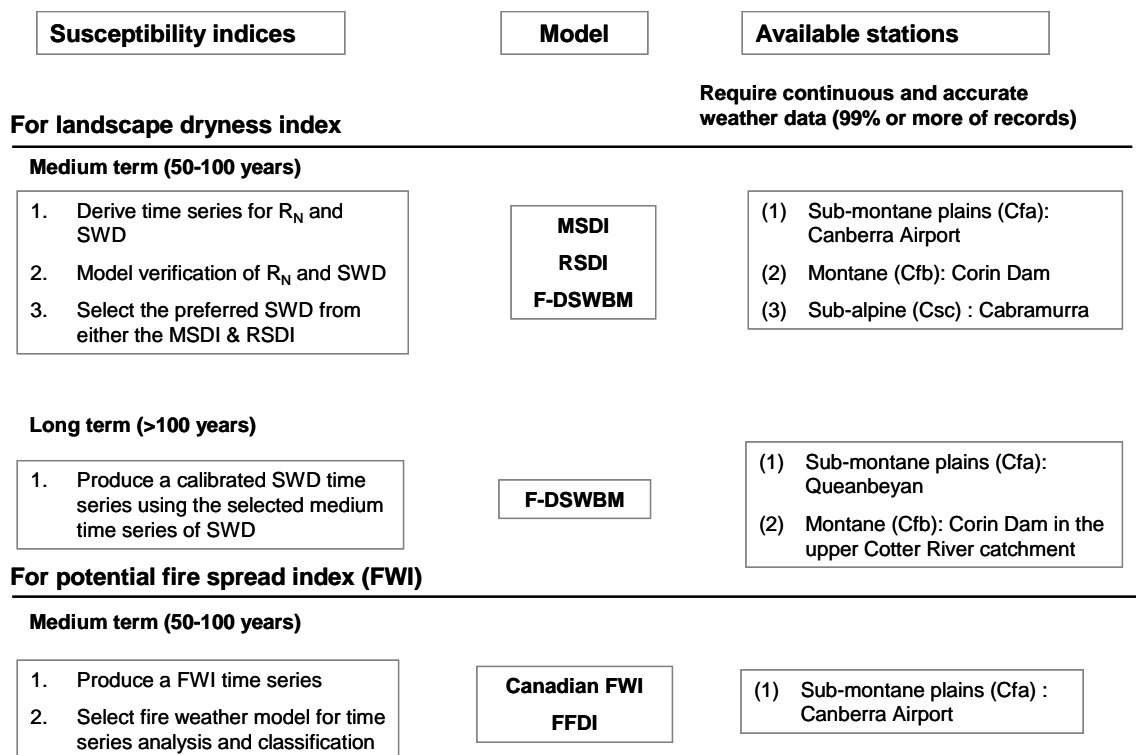 Susceptibility indices
Model
Available stations
Require continuous and accurate
weather data (99% or more of records)
For landscape dryness index
Medium term (50-100 years)
1. Derive time series for R_N and
SWD
2. Model verification of R_N and SWD
3. Select the preferred SWD from
either the MSDI & RSDI
MSDI
RSDI
F-DSWBM
(1) Sub-montane plains (Cfa):
Canberra Airport
(2) Montane (Cfb): Corin Dam
(3) Sub-alpine (Csc) : Cabramurra
Long term (>100 years)
1. Produce a calibrated SWD time
series using the selected medium
time series of SWD
F-DSWBM
(1) Sub-montane plains (Cfa):
Queanbeyan
(2) Montane (Cfb): Corin Dam in the
upper Cotter River catchment
For potential fire spread index (FWI)
Medium term (50-100 years)
1. Produce a FWI time series
2. Select fire weather model for time
series analysis and classification
Canadian FWI
FFDI
(1) Sub-montane plains (Cfa) :
Canberra Airport